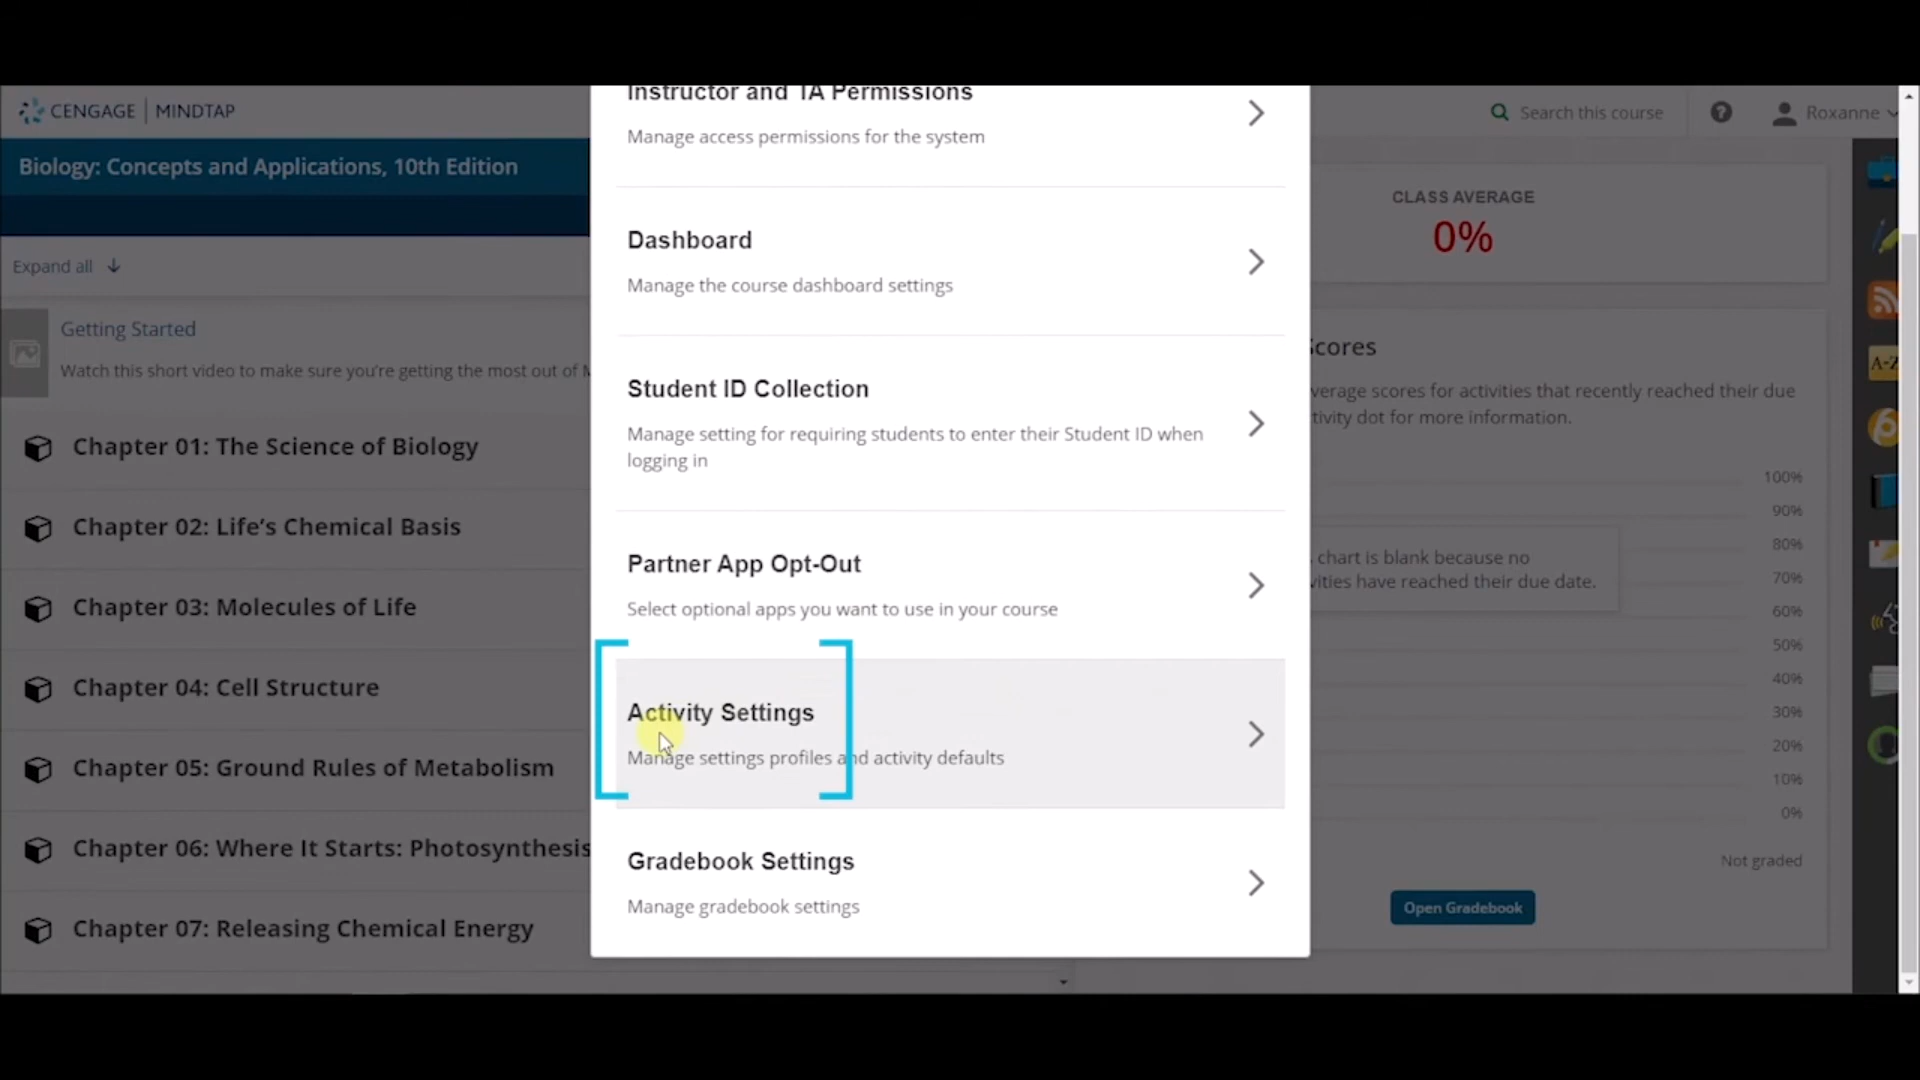 CENGAGE | MINDTAP
Search this course
Roxanne
Biology: Concepts and Applications, 10th Edition
Expand all
Getting Started
Watch this short video to make sure you're getting the most out of
Chapter 01: The Science of Biology
Chapter 02: Life's Chemical Basis
Chapter 03: Molecules of Life
Chapter 04: Cell Structure
Chapter 05: Ground Rules of Metabolism
Chapter 06: Where It Starts: Photosynthesis
Chapter 07: Releasing Chemical Energy
Instructor and TA Permissions
Manage access permissions for the system
Dashboard
Manage the course dashboard settings
Student ID Collection
Manage setting for requiring students to enter their Student ID when
logging in
Partner App Opt-Out
Select optional apps you want to use in your course
Activity Settings
Manage settings profiles and activity defaults
Gradebook Settings
Manage gradebook settings
CLASS AVERAGE
0%
Scores
verage scores for activities that recently reached their due
tivity dot for more information.
100%
90%
80%
70%
60%
50%
40%
30%
20%
10%
0%
chart is blank because no
vities have reached their due date.
Not graded
Open Gradebook
A-Z